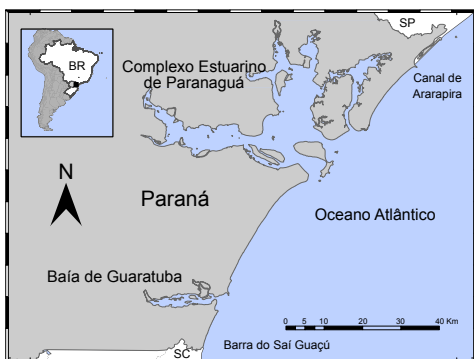 SP
BR
Complexo Estuarino
de Paranaguá
Canal de
Ararapira
N
Paraná
Oceano Atlântico
Baía de Guaratuba
0 5 10 20 30 40 Km
Barra do Saí Guaçú
SC